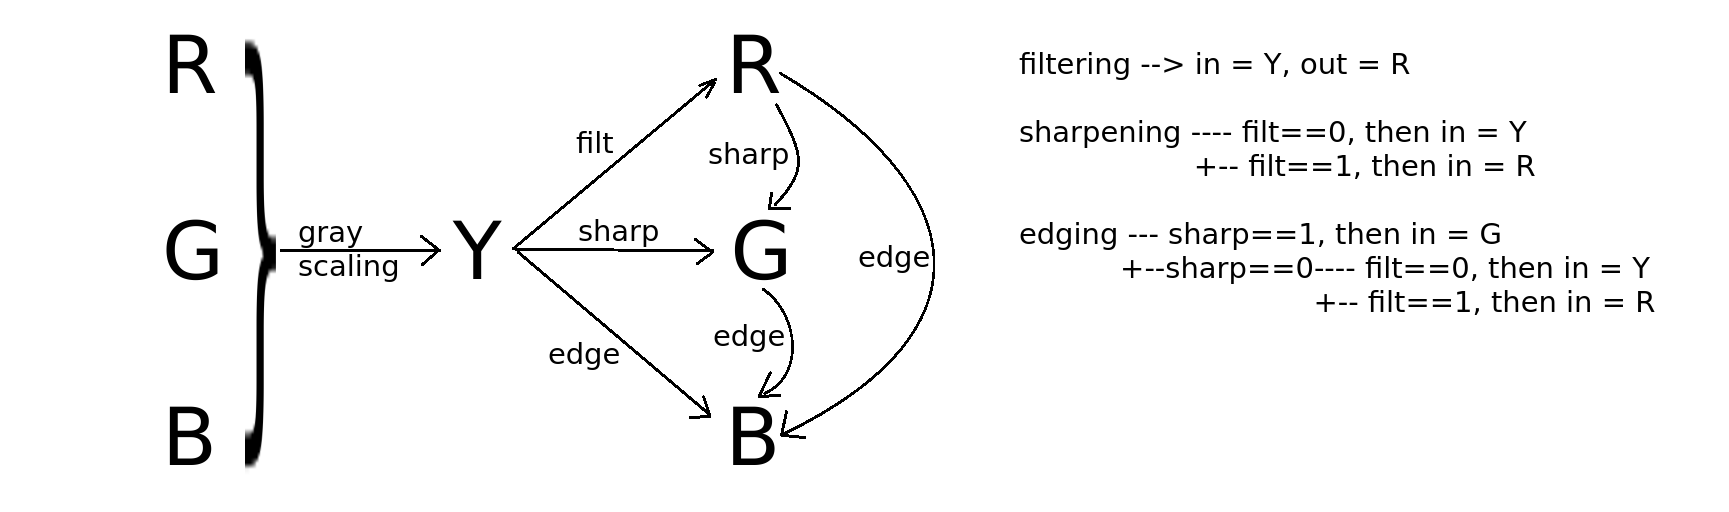 R
G
B
gray
scaling
Y
filt
sharp
edge
R
sharp
G
edge
B
edge
filtering --> in = Y, out = R
sharpening ---- filt==0, then in = Y
+-- filt==1, then in = R
edging --- sharp==1, then in = G
+--sharp==0---- filt==0, then in = Y
+-- filt==1, then in = R